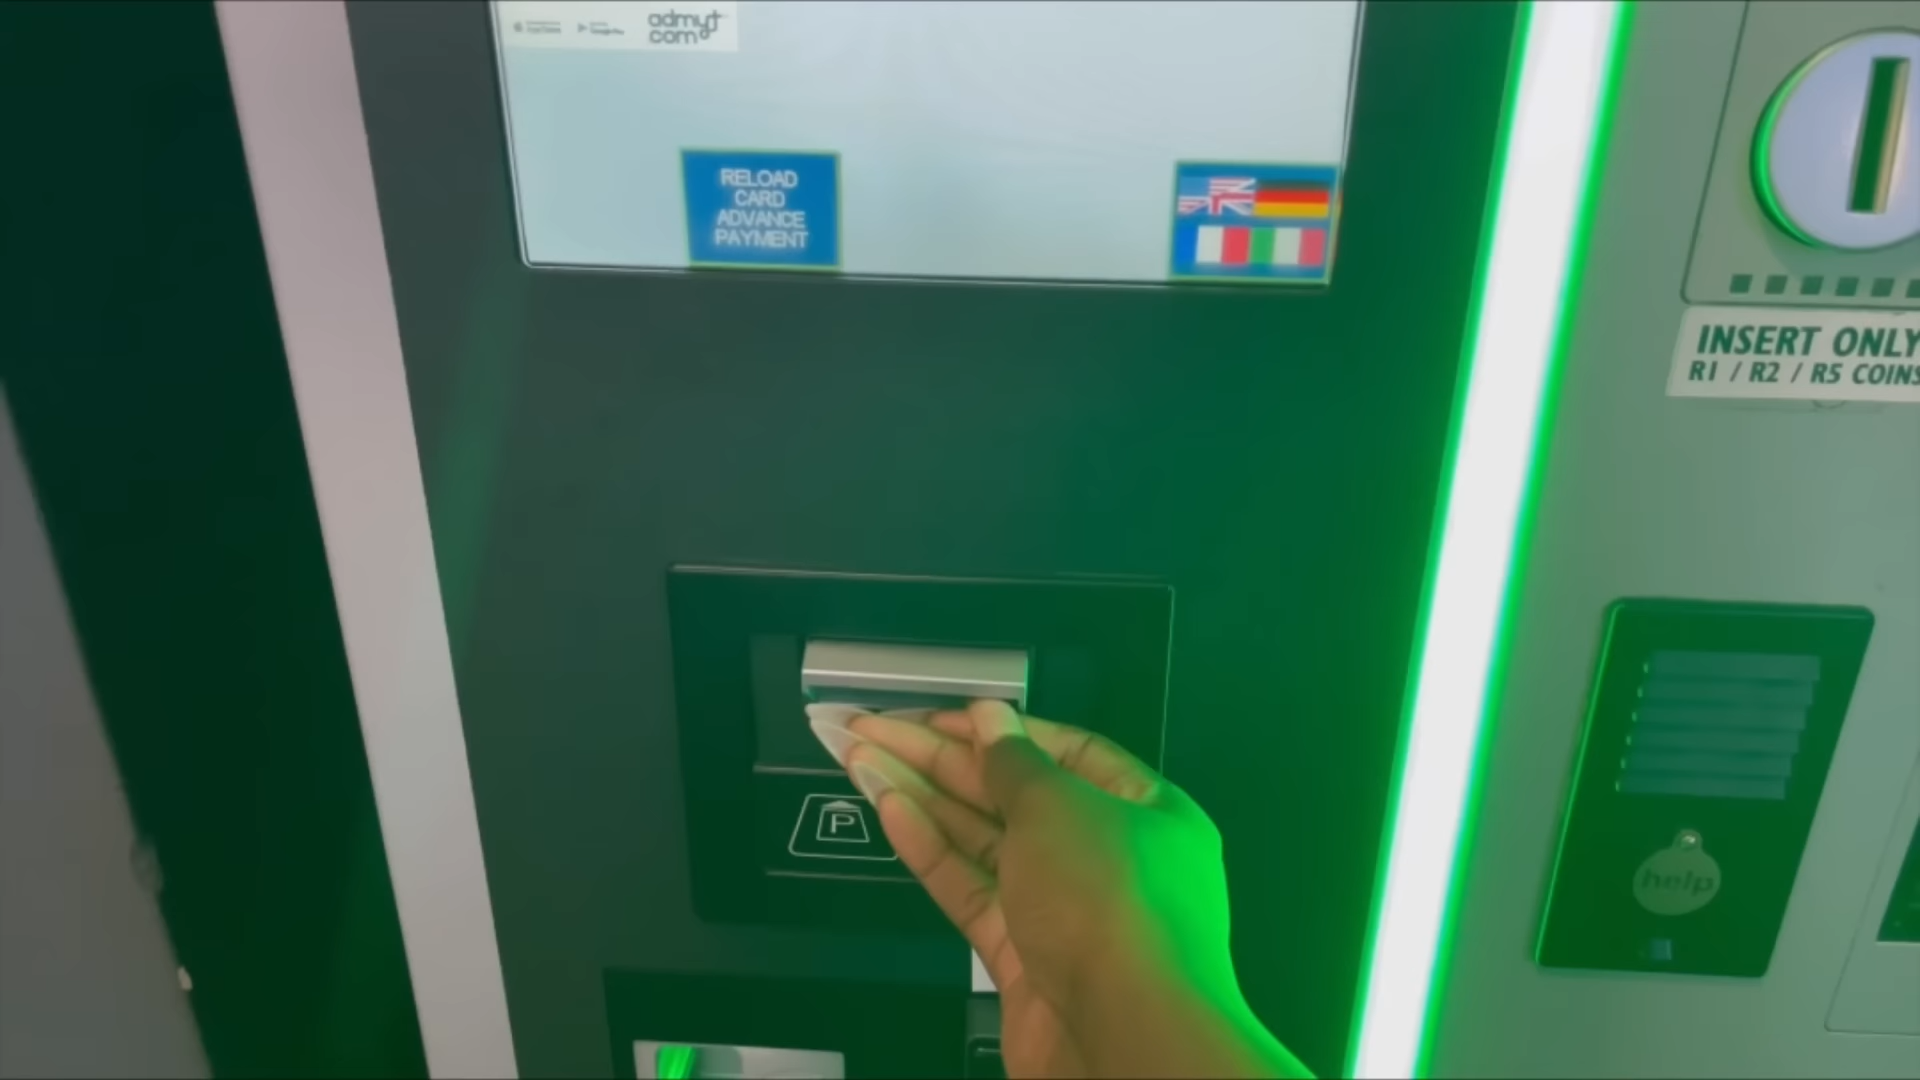 admyt
com
RELOAD
CARD
ADVANCE
PAYMENT
INSERT ONLY
R1 / R2 / R5 COINS
P
help